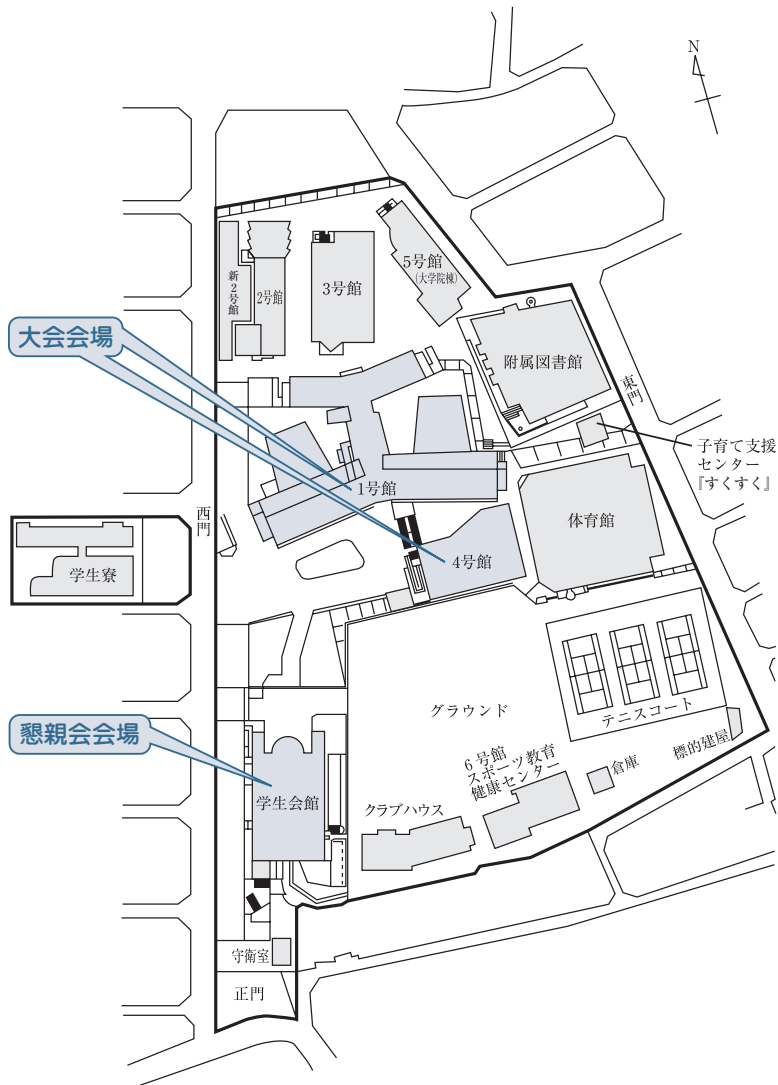 N
5号館
(大学院棟)
新2号館
2号館
3号館
大会会場
附属図書館
東門
子育て支援
センター
『すくすく』
1号館
西門
体育館
4号館
学生寮
グラウンド
テニスコート
懇親会会場
標的建屋
倉庫
6号館
スポーツ教育
健康センター
学生会館
クラブハウス
守衛室
正門